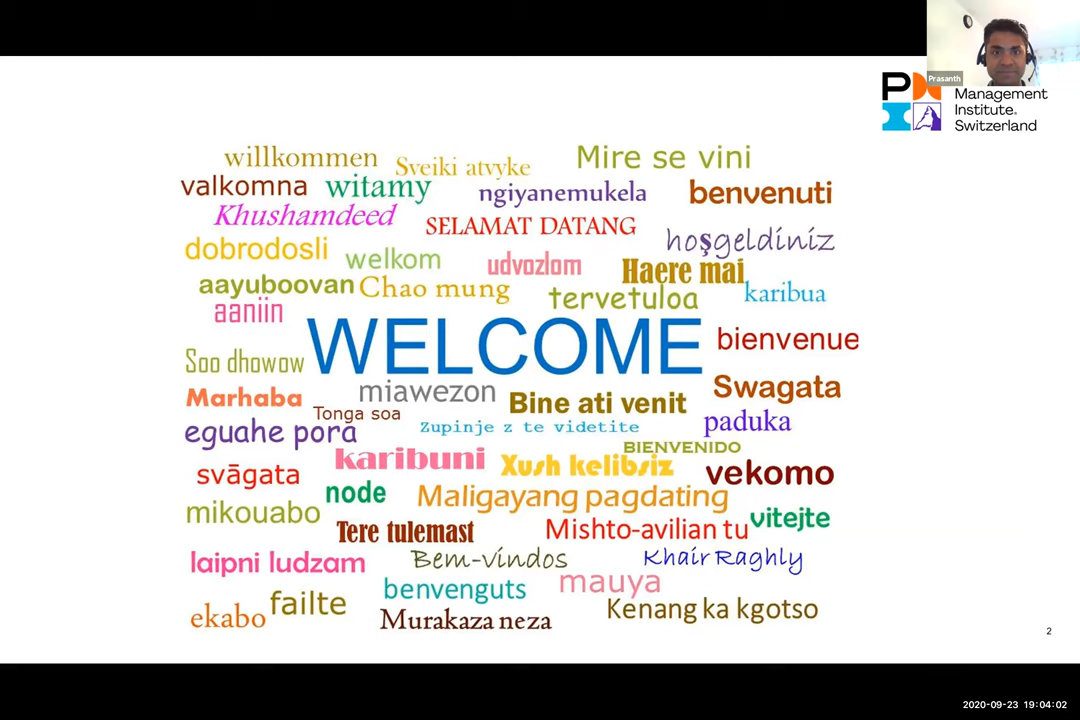 Prasanth
P
Management
Institute.
Switzerland
willkommen
Sveiki atvyke
Mire se vini
valkomna
witamy
ngiyanemukela
benvenuti
Khushamdeed
SELAMAT DATANG
hoşgeldiniz
dobrodosli
welkom
udvozlom
Haere mai
aayuboovan
Chao mung
tervetuloa
karibua
aaniin
WELCOME
bienvenue
Soo dhowow
Swagata
Marhaba
miawezon
Bine ati venit
Tonga soa
paduka
eguahe pora
Zupinje z te videtite
BIENVENIDO
karibuni
Xush kelibsiz
vekomo
svāgata
node
Maligayang pagdating
mikouabo
vitejte
Tere tulemast
Mishto-avilian tu
laipni ludzam
Bem-vindos
Khair Raghly
benvenguts
mauya
failte
Kenang ka kgotso
ekabo
Murakaza neza
2
2020-09-23 19:04:02